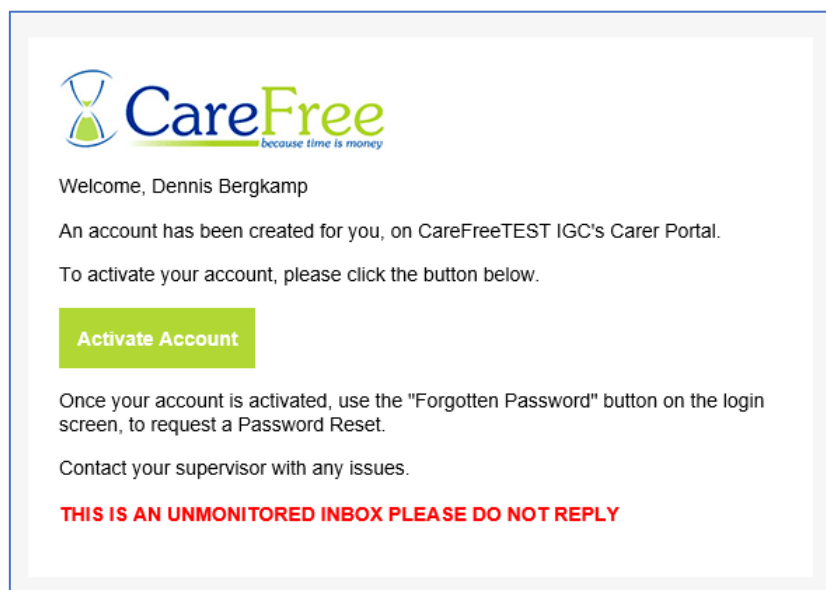 CareFree
because time is money
Welcome, Dennis Bergkamp
An account has been created for you, on CareFreeTEST IGC's Carer Portal.
To activate your account, please click the button below.
Activate Account
Once your account is activated, use the "Forgotten Password" button on the login
screen, to request a Password Reset.
Contact your supervisor with any issues.
THIS IS AN UNMONITORED INBOX PLEASE DO NOT REPLY